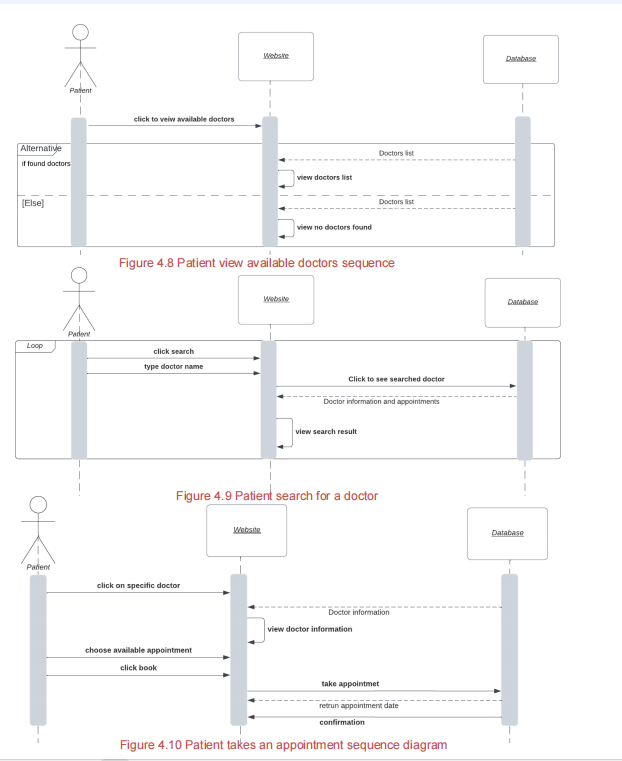 Website
Database
Patient
click to veiw available doctors
Alternative
Doctors list
if found doctors
view doctors list
[Else]
Doctors list
view no doctors found
Figure 4.8 Patient view available doctors sequence
Website
Database
Patient
Loop
click search
type doctor name
Click to see searched doctor
Doctor information and appointments
view search result
Figure 4.9 Patient search for a doctor
Website
Database
Patient
click on specific doctor
Doctor information
view doctor information
choose available appointment
click book
take appointmet
retrun appointment date
confirmation
Figure 4.10 Patient takes an appointment sequence diagram